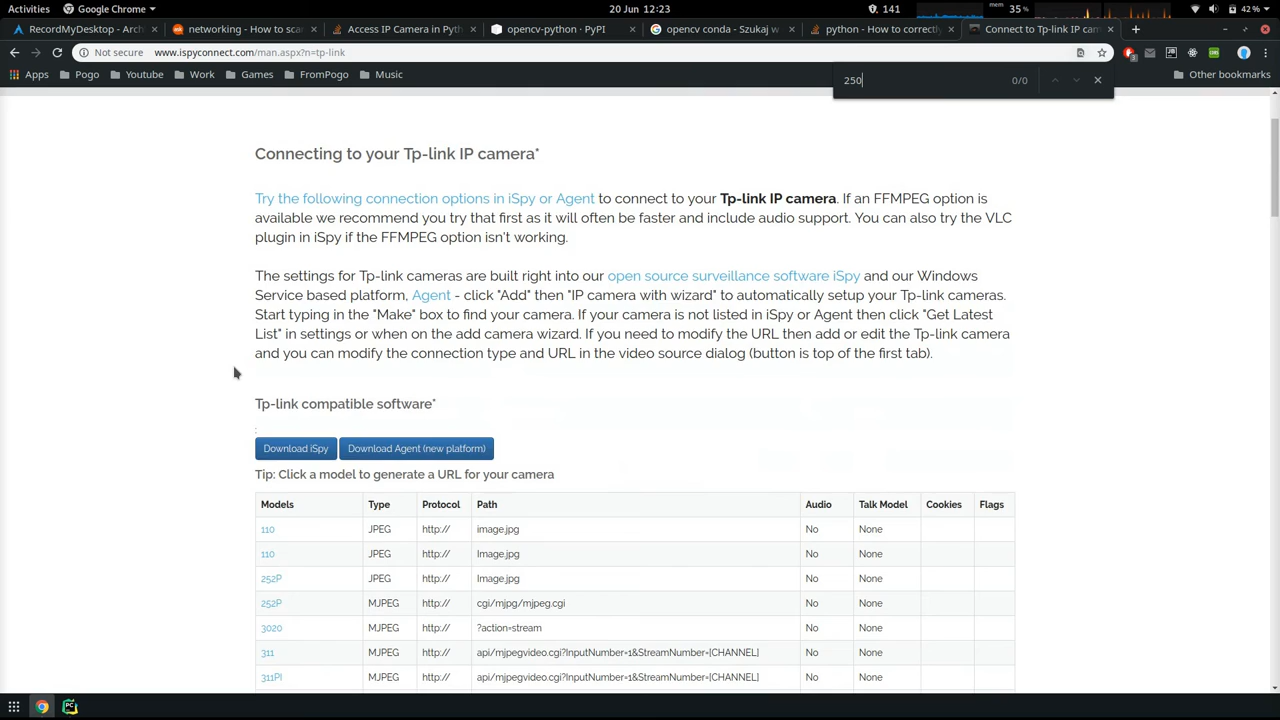 Activities
Google Chrome
20 Jun 12:23
141
mem
35 %
42 %
RecordMyDesktop - Arch
networking - How to scar
Access IP Camera in Pyth
opencv-python · PyPI
opencv conda - Szukaj w
python - How to correctly
Connect to Tp-link IP cam
Not secure
www.ispyconnect.com/man.aspx?n=tp-link
Apps
Pogo
Youtube
Work
Games
FromPogo
Music
Other bookmarks
250
0/0
Connecting to your Tp-link IP camera*
Try the following connection options in iSpy or Agent to connect to your Tp-link IP camera. If an FFMPEG option is
available we recommend you try that first as it will often be faster and include audio support. You can also try the VLC
plugin in iSpy if the FFMPEG option isn't working.
The settings for Tp-link cameras are built right into our open source surveillance software iSpy and our Windows
Service based platform, Agent - click "Add" then "IP camera with wizard" to automatically setup your Tp-link cameras.
Start typing in the "Make" box to find your camera. If your camera is not listed in iSpy or Agent then click "Get Latest
List" in settings or when on the add camera wizard. If you need to modify the URL then add or edit the Tp-link camera
and you can modify the connection type and URL in the video source dialog (button is top of the first tab).
Tp-link compatible software*
:
Download iSpy
Download Agent (new platform)
Tip: Click a model to generate a URL for your camera
Models Type Protocol Path Audio Talk Model Cookies Flags
110 JPEG http:// image.jpg No None
110 JPEG http:// Image.jpg No None
252P JPEG http:// Image.jpg No None
252P MJPEG http:// cgi/mjpg/mjpeg.cgi No None
3020 MJPEG http:// ?action=stream No None
311 MJPEG http:// api/mjpegvideo.cgi?InputNumber=1&StreamNumber=[CHANNEL] No None
311PI MJPEG http:// api/mjpegvideo.cgi?InputNumber=1&StreamNumber=[CHANNEL] No None